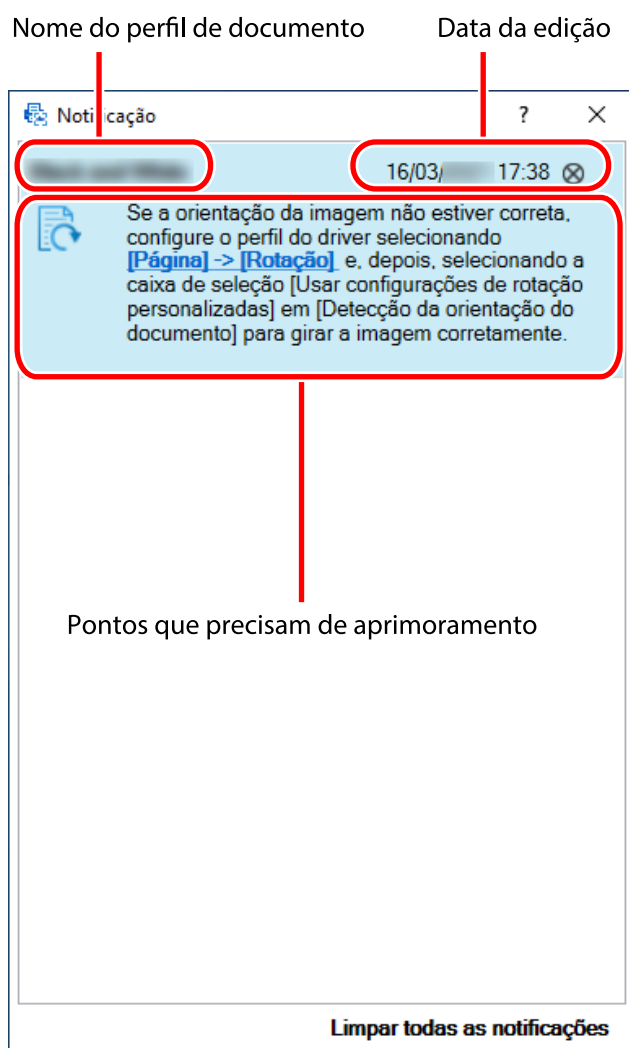 Nome do perfil de documento Data da edição
Notificação ? ×
16/03/ 17:38
Se a orientação da imagem não estiver correta,
configure o perfil do driver selecionando
[Página] -> [Rotação] e, depois, selecionando a
caixa de seleção [Usar configurações de rotação
personalizadas] em [Detecção da orientação do
documento] para girar a imagem corretamente.
Pontos que precisam de aprimoramento
Limpar todas as notificações